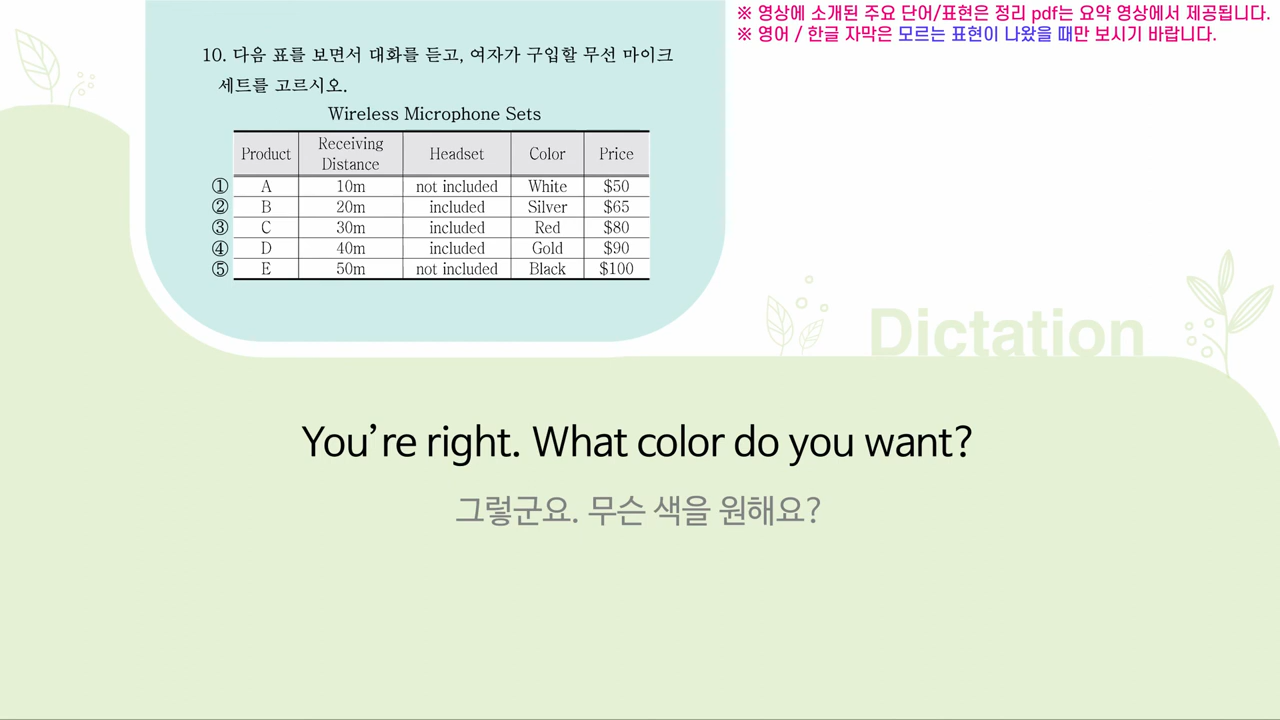 ※ 영상에 소개된 주요 단어/표현은 정리 pdf는 요약 영상에서 제공됩니다.
※ 영어 / 한글 자막은 모르는 표현이 나왔을 때만 보시기 바랍니다.
10. 다음 표를 보면서 대화를 듣고, 여자가 구입할 무선 마이크
세트를 고르시오.
Wireless Microphone Sets
Product Receiving Distance Headset Color Price
① A 10m not included White $50
② B 20m included Silver $65
③ C 30m included Red $80
④ D 40m included Gold $90
⑤ E 50m not included Black $100
Dictation
You're right. What color do you want?
그렇군요. 무슨 색을 원해요?